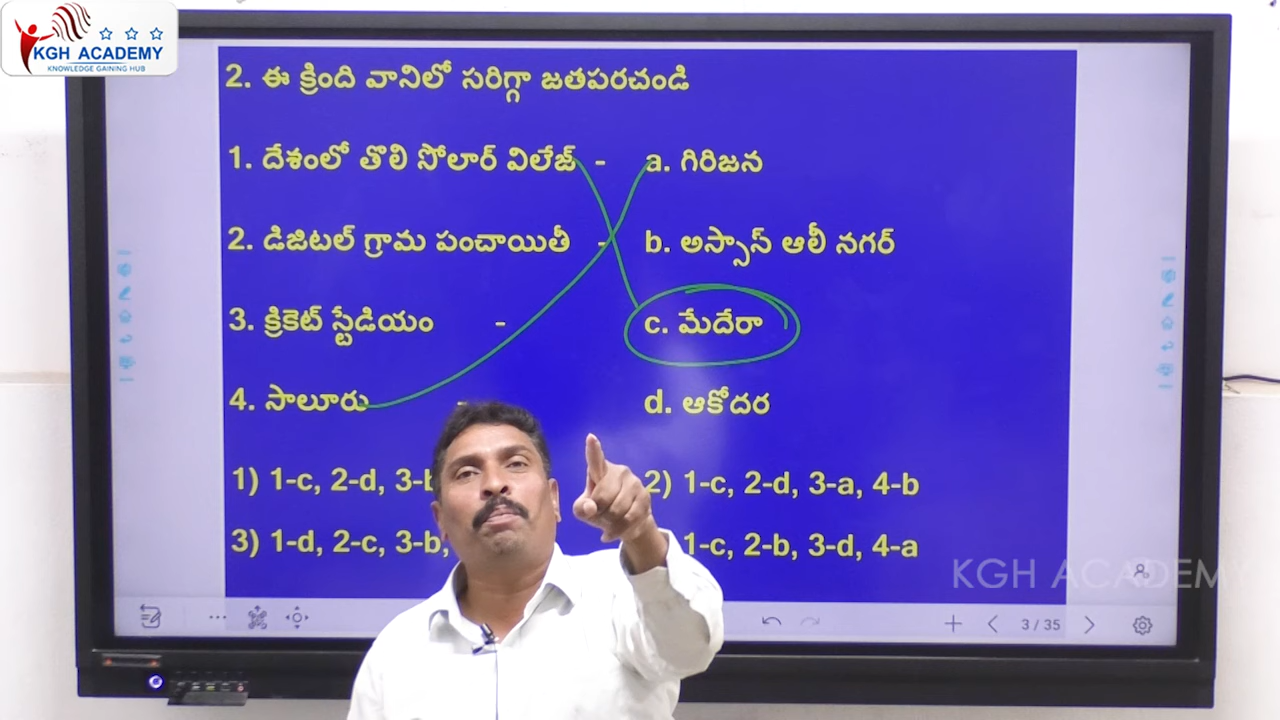 KGH ACADEMY
KNOWLEDGE GAINING HUB
2. ఈ క్రింది వానిలో సరిగ్గా జతపరచండి
1. దేశంలో తొలి సోలార్ విలేజ్ - a. గిరిజన
2. డిజిటల్ గ్రామ పంచాయితీ - b. అస్సాస్ ఆలీ నగర్
3. క్రికెట్ స్టేడియం - c. మేదేరా
4. సాలూరు - d. ఆకోదర
1) 1-c, 2-d, 3-b 2) 1-c, 2-d, 3-a, 4-b
3) 1-d, 2-c, 3-b, 1-c, 2-b, 3-d, 4-a
KGH ACADEMY
3 / 35